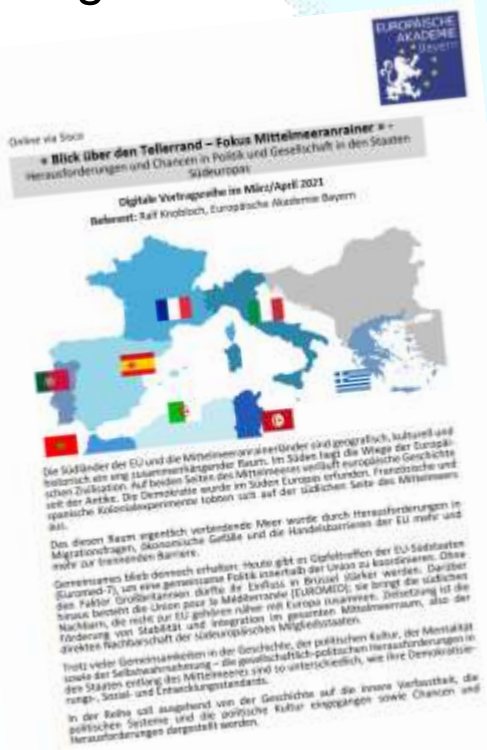 EUROPÄISCHE
AKADEMIE
Bayern
Online via Sisco
« Blick über den Tellerrand – Fokus Mittelmeeranrainer » -
Herausforderungen und Chancen in Politik und Gesellschaft in den Staaten
Südeuropas
Digitale Vortragsreihe im März/April 2021
Referent: Ralf Knobloch, Europäische Akademie Bayern
Die Südländer der EU und die Mittelmeeranrainerländer sind geografisch, kulturell und
historisch ein eng zusammenhängender Raum. Im Süden liegt die Wiege der Europäi-
schen Zivilisation. Auf beiden Seiten des Mittelmeeres verläuft europäische Geschichte
seit der Antike. Die Demokratie wurde im Süden Europas erfunden. Französische und
spanische Kolonialexperimente tobten sich auf der südlichen Seite des Mittelmeers
aus.
Das diesen Raum eigentlich verbindende Meer wurde durch Herausforderungen in
Migrationsfragen, ökonomische Gefälle und die Handelsbarrieren der EU mehr und
mehr zur trennenden Barriere.
Gemeinsames blieb dennoch erhalten: Heute gibt es Gipfeltreffen der EU-Südstaaten
(Euromed-7), um eine gemeinsame Politik innerhalb der Union zu koordinieren. Ohne
den Faktor Großbritannien dürfte ihr Einfluss in Brüssel stärker werden. Darüber
hinaus besteht die Union pour la Méditerranée (EUROMED); sie bringt die südlichen
Nachbarn, die nicht zur EU gehören näher mit Europa zusammen. Zielsetzung ist die
Förderung von Stabilität und Integration im gesamten Mittelmeerraum, also der
direkten Nachbarschaft der südeuropäischen Mitgliedsstaaten.
Trotz vieler Gemeinsamkeiten in der Geschichte, der politischen Kultur, der Mentalität
sowie der Selbstwahrnehmung – die gesellschaftlich-politischen Herausforderungen in
den Staaten entlang des Mittelmeeres sind so unterschiedlich, wie ihre Demokratisie-
rungs-, Sozial- und Entwicklungsstandards.
In der Reihe soll ausgehend von der Geschichte auf die innere Verfasstheit, die
politischen Systeme und die politische Kultur eingegangen sowie Chancen und
Herausforderungen dargestellt werden.